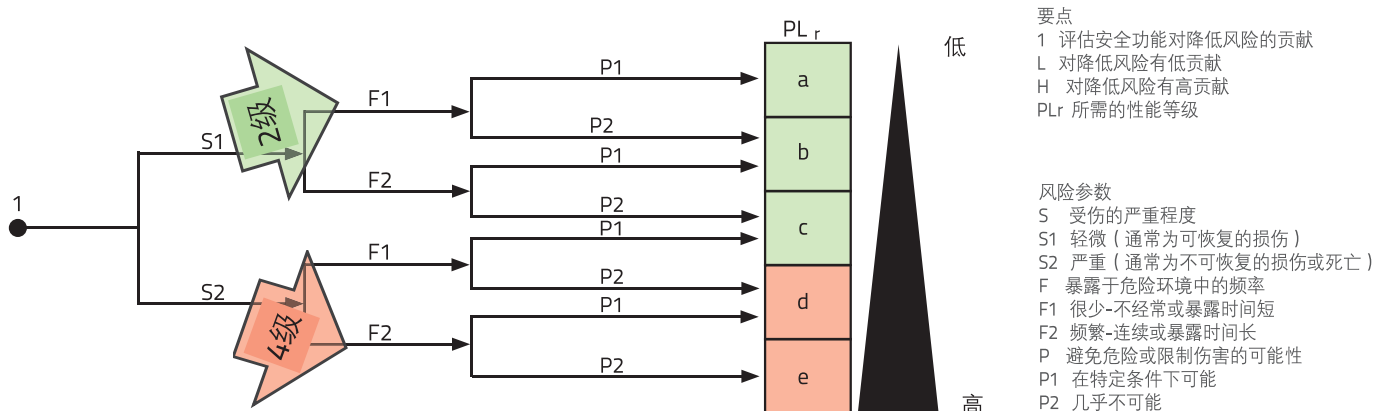 PL r
低
高
1
S1
S2
2级
4级
F1
F2
F1
F2
P1
P2
P1
P2
P1
P2
P1
P2
a
b
c
d
e
要点
1 评估安全功能对降低风险的贡献
L 对降低风险有低贡献
H 对降低风险有高贡献
PLr 所需的性能等级
风险参数
S 受伤的严重程度
S1 轻微（通常为可恢复的损伤）
S2 严重（通常为不可恢复的损伤或死亡）
F 暴露于危险环境中的频率
F1 很少-不经常或暴露时间短
F2 频繁-连续或暴露时间长
P 避免危险或限制伤害的可能性
P1 在特定条件下可能
P2 几乎不可能